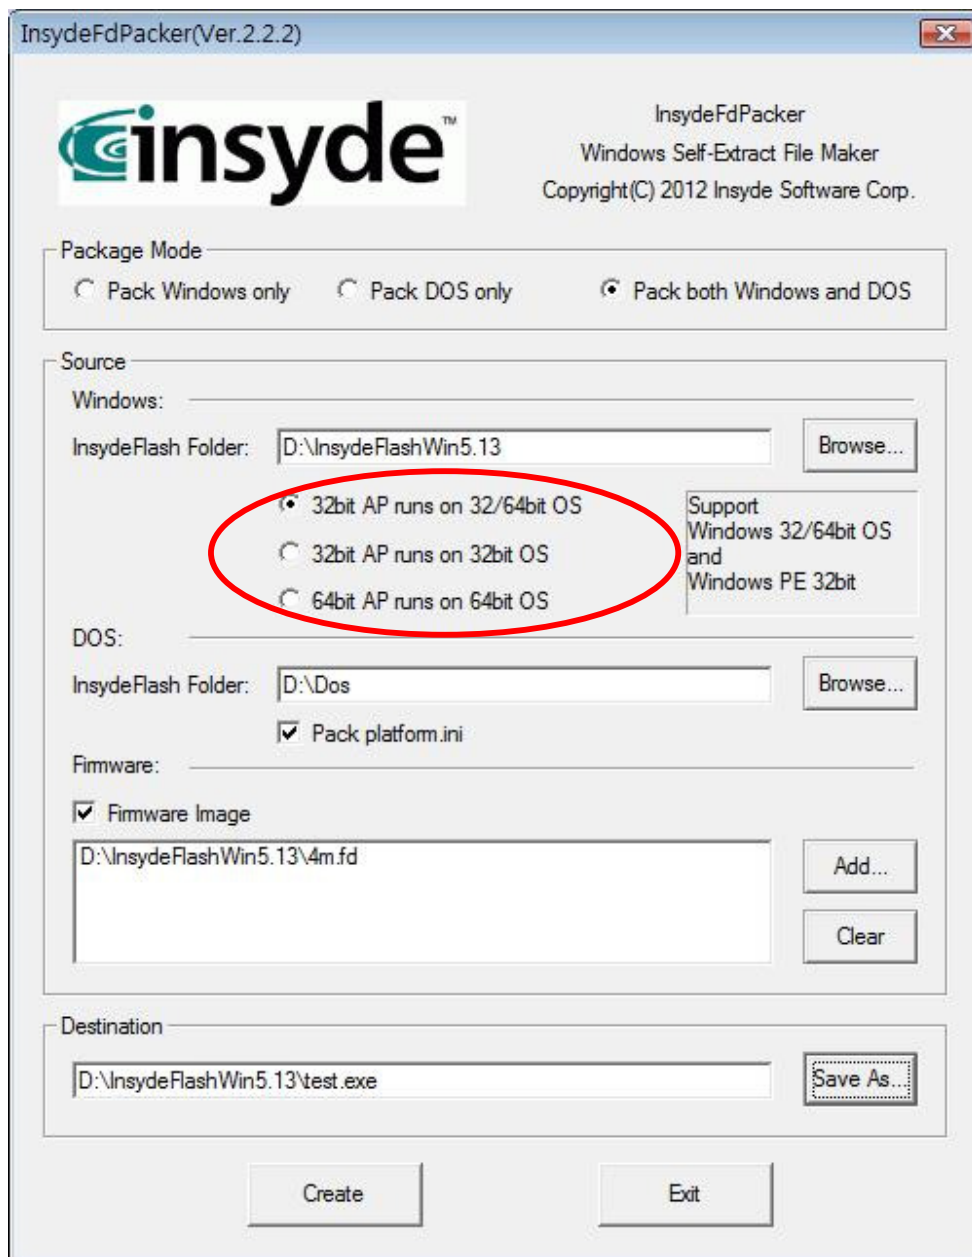 InsydeFdPacker(Ver.2.2.2)
insyde™
InsydeFdPacker
Windows Self-Extract File Maker
Copyright(C) 2012 Insyde Software Corp.
Package Mode
Pack Windows only
Pack DOS only
Pack both Windows and DOS
Source
Windows:
InsydeFlash Folder:
D:\InsydeFlashWin5.13
Browse...
32bit AP runs on 32/64bit OS
32bit AP runs on 32bit OS
64bit AP runs on 64bit OS
Support
Windows 32/64bit OS
and
Windows PE 32bit
DOS:
InsydeFlash Folder:
D:\Dos
Browse...
Pack platform.ini
Firmware:
Firmware Image
D:\InsydeFlashWin5.13\4m.fd
Add...
Clear
Destination
D:\InsydeFlashWin5.13\test.exe
Save As...
Create
Exit